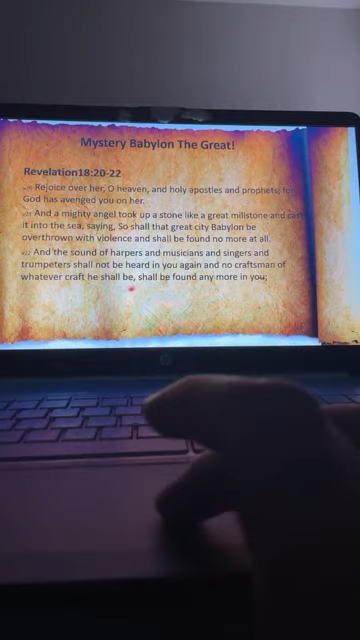 Mystery Babylon The Great!
Revelation18:20-22
v20 Rejoice over her, O heaven, and holy apostles and prophets, for
God has avenged you on her.
v21 And a mighty angel took up a stone like a great millstone and cast
it into the sea, saying, So shall that great city Babylon be
overthrown with violence and shall be found no more at all.
v22 And the sound of harpers and musicians and singers and
trumpeters shall not be heard in you again and no craftsman of
whatever craft he shall be, shall be found any more in you;
hp